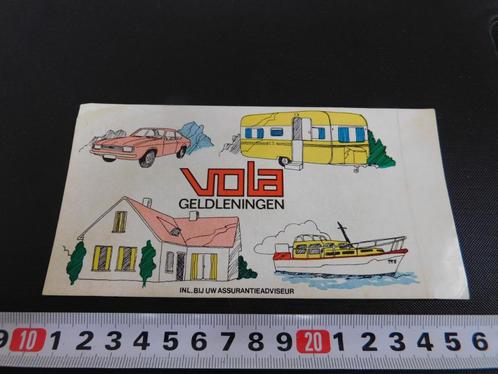 vola
GELDLENINGEN
INL. BIJ UW ASSURANTIEADVISEUR
9 10 1 2 3 4 5 6 7 8 9 20 1 2 3 4 5 6